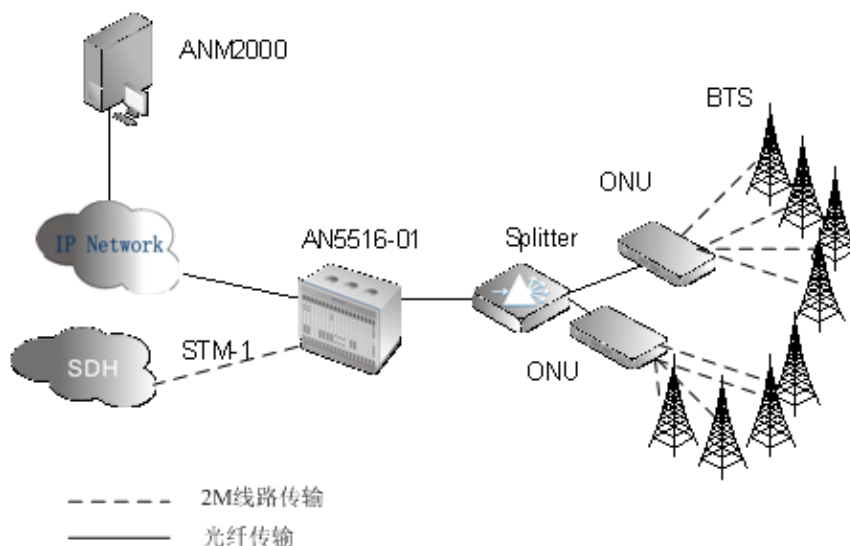 ANM2000
BTS
ONU
IP Network
AN5516-01
Splitter
STM-1
SDH
ONU
2M线路传输
光纤传输